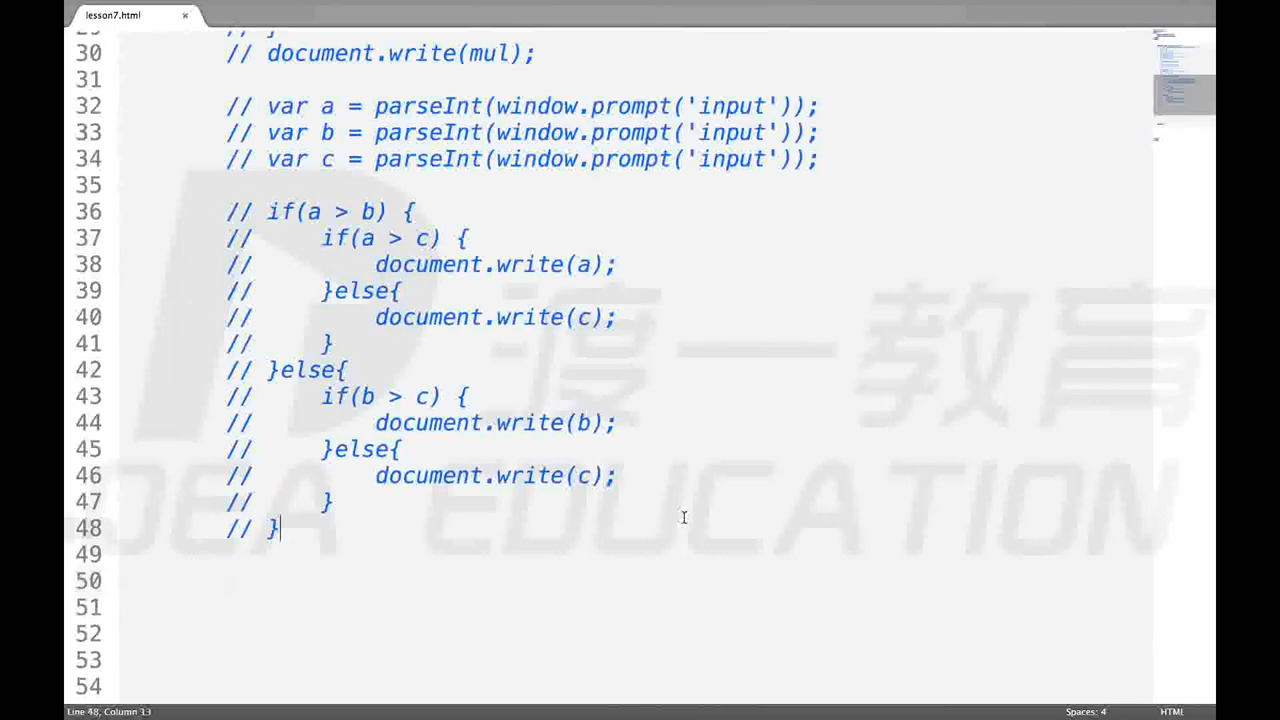 lesson7.html ×
29 // }
30 // document.write(mul);
31
32 // var a = parseInt(window.prompt('input'));
33 // var b = parseInt(window.prompt('input'));
34 // var c = parseInt(window.prompt('input'));
35
36 // if(a > b) {
37 //     if(a > c) {
38 //         document.write(a);
39 //     }else{
40 //         document.write(c);
41 //     }
42 // }else{
43 //     if(b > c) {
44 //         document.write(b);
45 //     }else{
46 //         document.write(c);
47 //     }
48 // }
49
50
51
52
53
54
渡一教育
IDEA EDUCATION
Line 48, Column 13 Spaces: 4 HTML